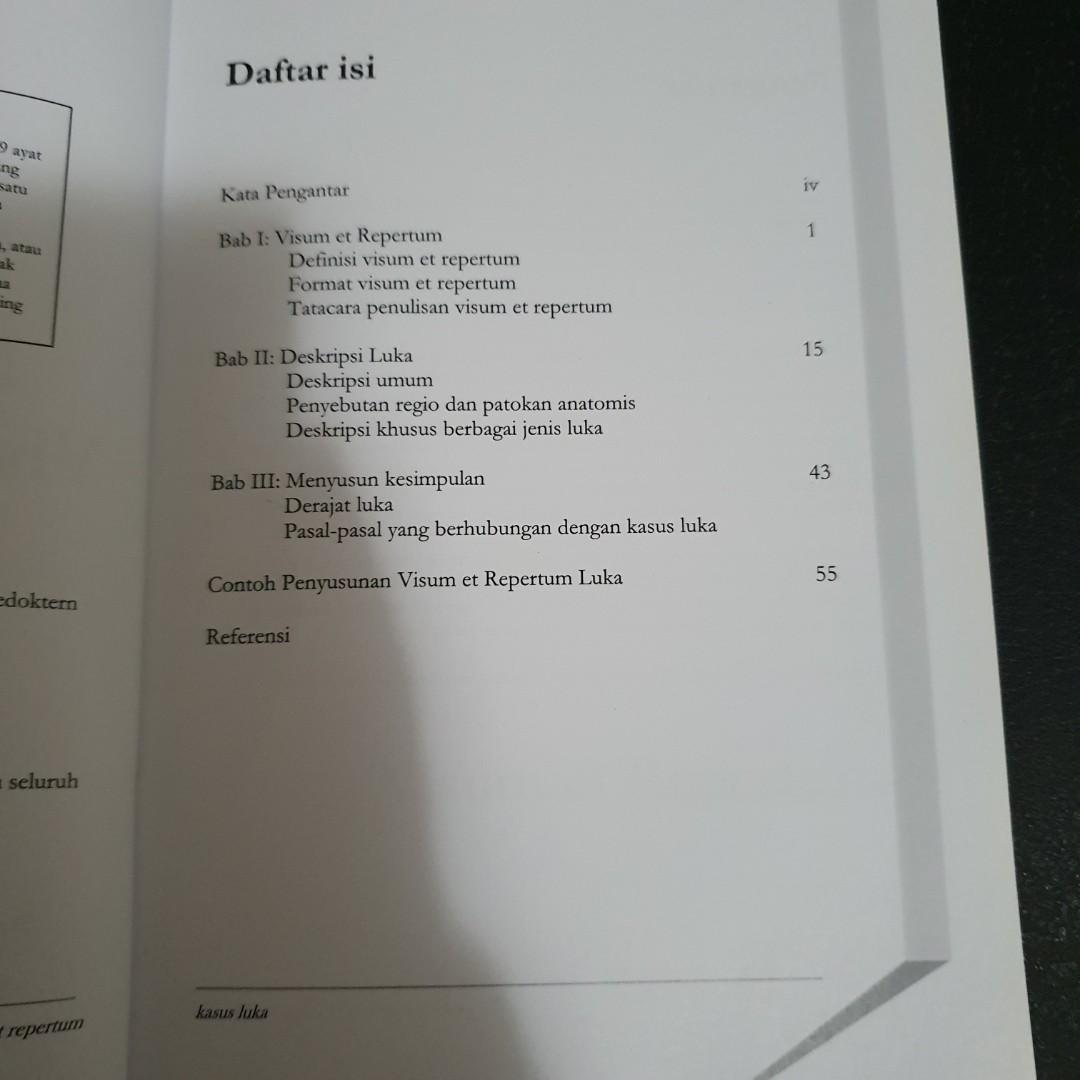 9 ayat
ng
satu
, atau
ak
ing
edoktern
seluruh
t repertum
Daftar isi
Kata Pengantar iv
Bab I: Visum et Repertum 1
Definisi visum et repertum
Format visum et repertum
Tatacara penulisan visum et repertum
Bab II: Deskripsi Luka 15
Deskripsi umum
Penyebutan regio dan patokan anatomis
Deskripsi khusus berbagai jenis luka
Bab III: Menyusun kesimpulan 43
Derajat luka
Pasal-pasal yang berhubungan dengan kasus luka
Contoh Penyusunan Visum et Repertum Luka 55
Referensi
kasus luka